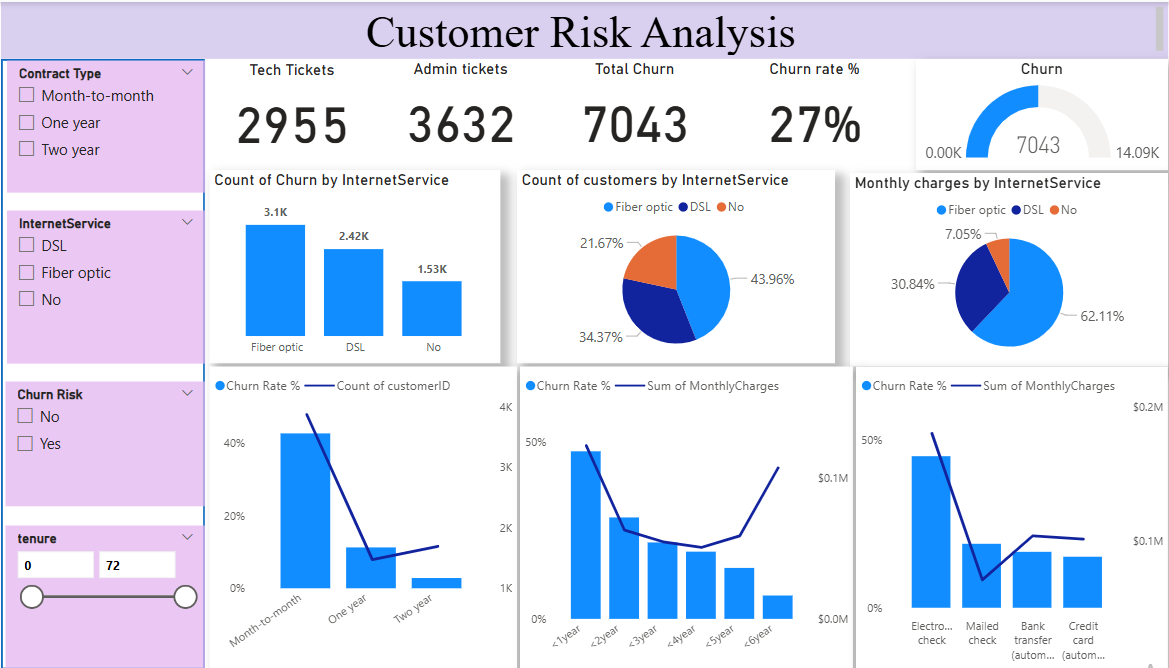 Customer Risk Analysis
Contract Type
Month-to-month
One year
Two year
InternetService
DSL
Fiber optic
No
Churn Risk
No
Yes
tenure
0 72
Tech Tickets
2955
Admin tickets
3632
Total Churn
7043
Churn rate %
27%
Churn
7043
0.00K 14.09K
Count of Churn by InternetService
3.1K
2.42K
1.53K
Fiber optic DSL No
Count of customers by InternetService
Fiber optic DSL No
21.67%
43.96%
34.37%
Monthly charges by InternetService
Fiber optic DSL No
7.05%
30.84%
62.11%
Churn Rate % Count of customerID
4K
40%
3K
20%
2K
0% 1K
Month-to-month One year Two year
Churn Rate % Sum of MonthlyCharges
50%
$0.1M
0% $0.0M
<1year <2year <3year <4year <5year <6year
Churn Rate % Sum of MonthlyCharges
$0.2M
50%
$0.1M
0%
Electro... Mailed Bank Credit
check check transfer card
(autom... (autom...